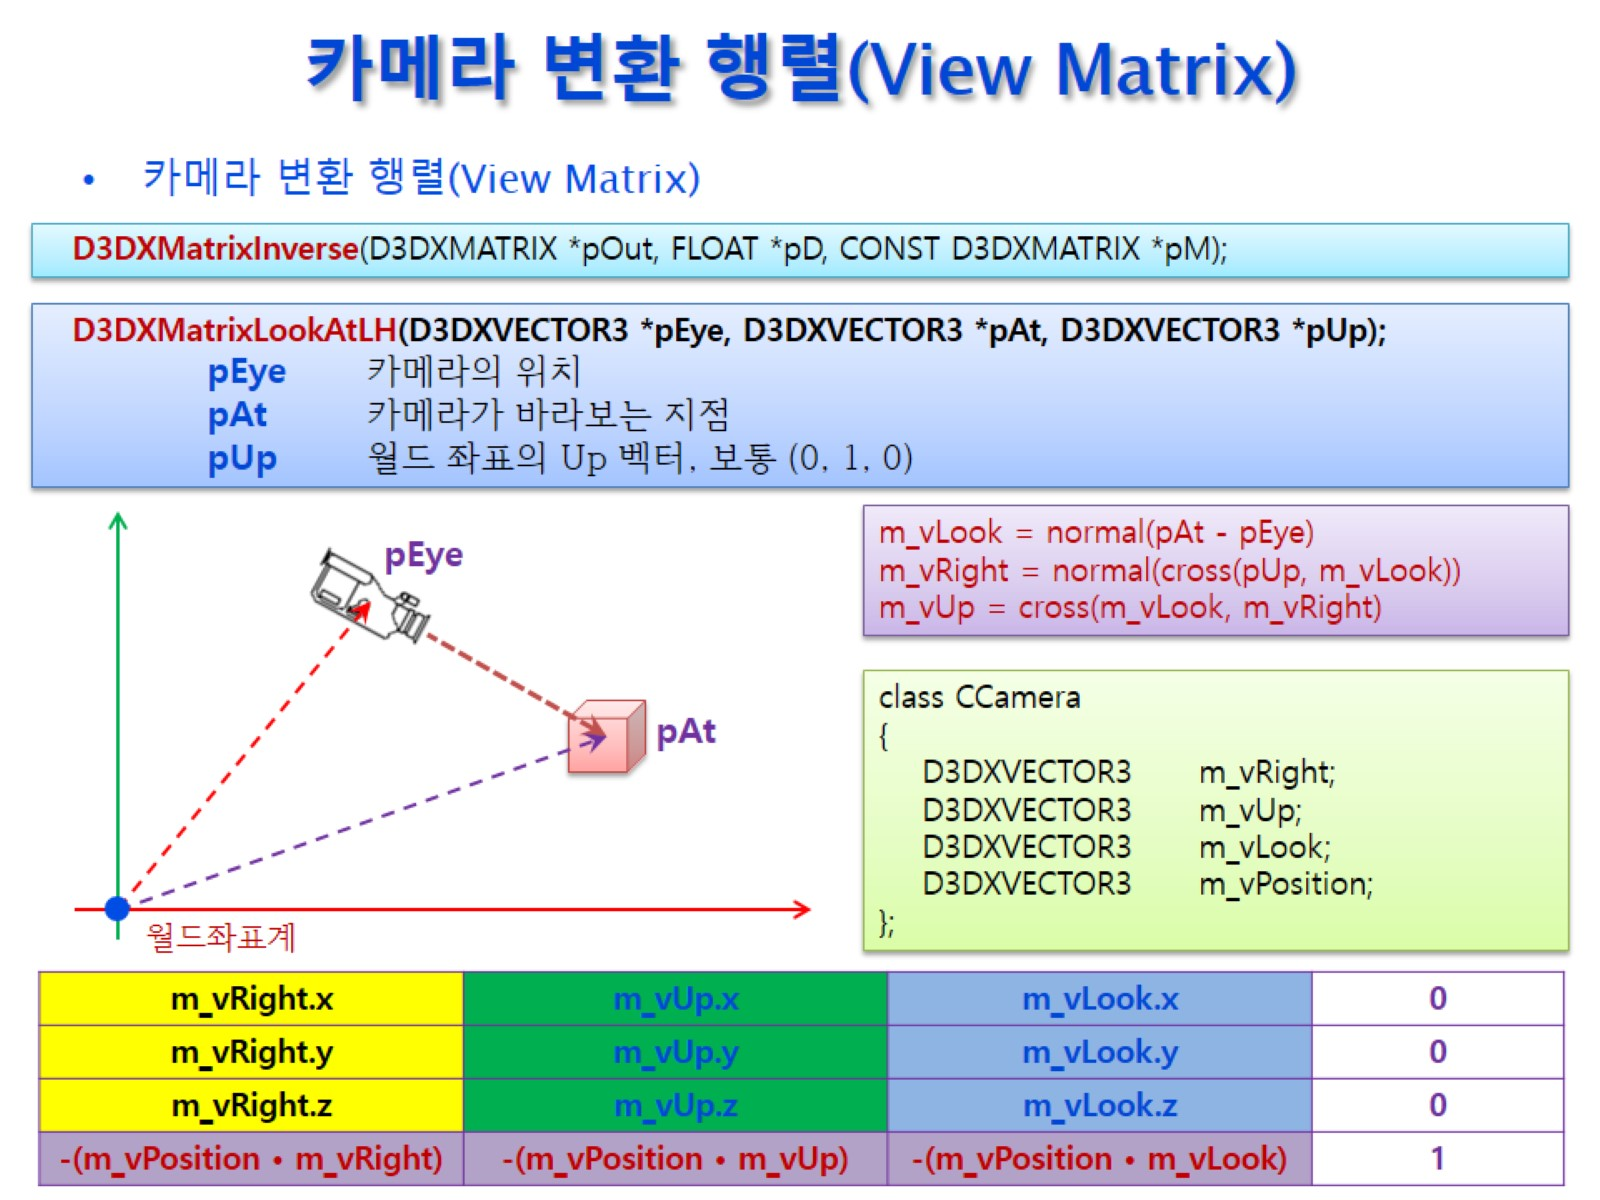 카메라 변환 행렬(View Matrix)
• 카메라 변환 행렬(View Matrix)
D3DXMatrixInverse(D3DXMATRIX *pOut, FLOAT *pD, CONST D3DXMATRIX *pM);
D3DXMatrixLookAtLH(D3DXVECTOR3 *pEye, D3DXVECTOR3 *pAt, D3DXVECTOR3 *pUp);
pEye 카메라의 위치
pAt 카메라가 바라보는 지점
pUp 월드 좌표의 Up 벡터, 보통 (0, 1, 0)
pEye
pAt
월드좌표계
m_vLook = normal(pAt - pEye)
m_vRight = normal(cross(pUp, m_vLook))
m_vUp = cross(m_vLook, m_vRight)
class CCamera
{
D3DXVECTOR3 m_vRight;
D3DXVECTOR3 m_vUp;
D3DXVECTOR3 m_vLook;
D3DXVECTOR3 m_vPosition;
};
m_vRight.x m_vUp.x m_vLook.x 0
m_vRight.y m_vUp.y m_vLook.y 0
m_vRight.z m_vUp.z m_vLook.z 0
-(m_vPosition • m_vRight) -(m_vPosition • m_vUp) -(m_vPosition • m_vLook) 1